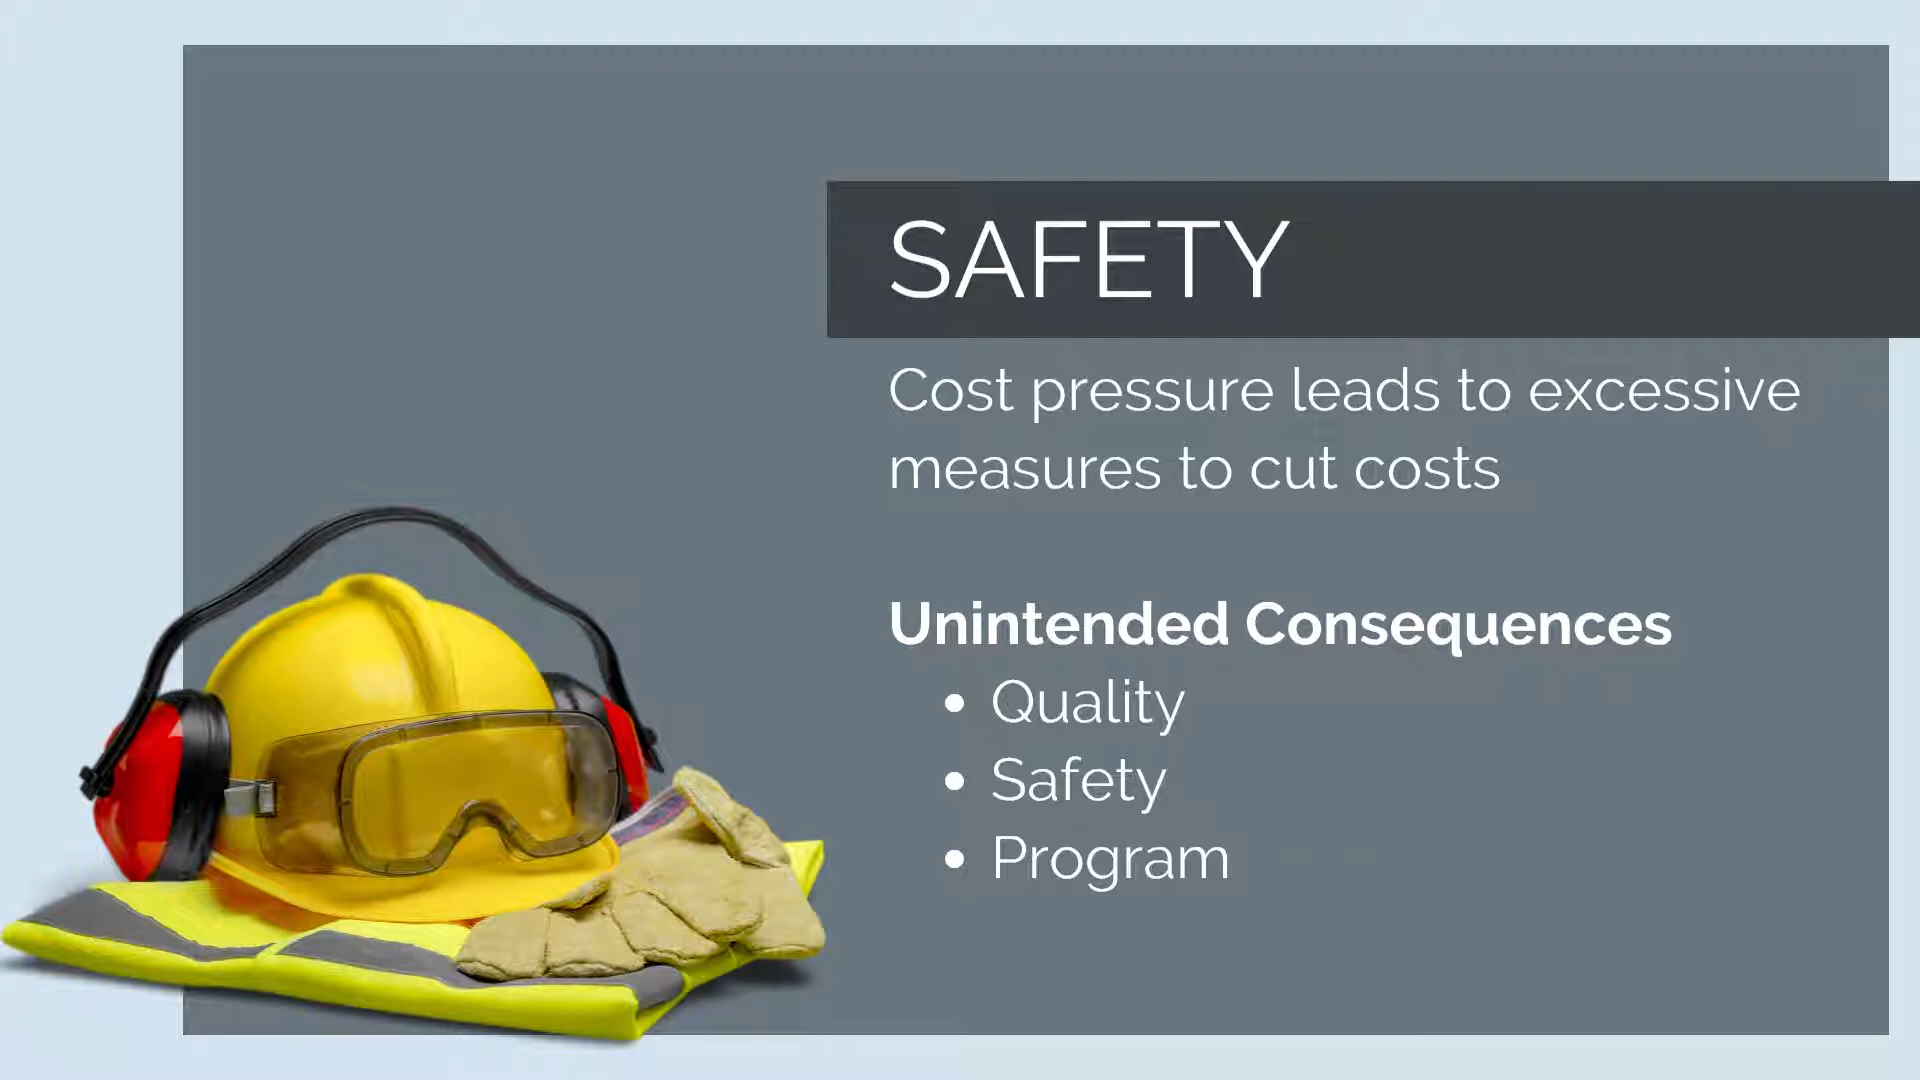 SAFETY
Cost pressure leads to excessive
measures to cut costs
Unintended Consequences
• Quality
• Safety
• Program